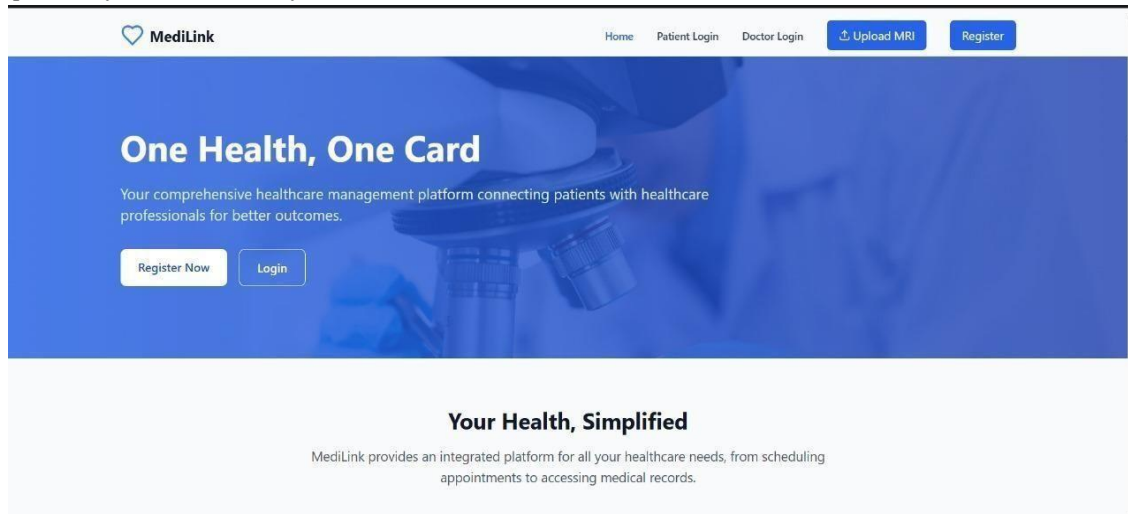 MediLink
Home Patient Login Doctor Login Upload MRI Register
One Health, One Card
Your comprehensive healthcare management platform connecting patients with healthcare
professionals for better outcomes.
Register Now Login
Your Health, Simplified
MediLink provides an integrated platform for all your healthcare needs, from scheduling
appointments to accessing medical records.